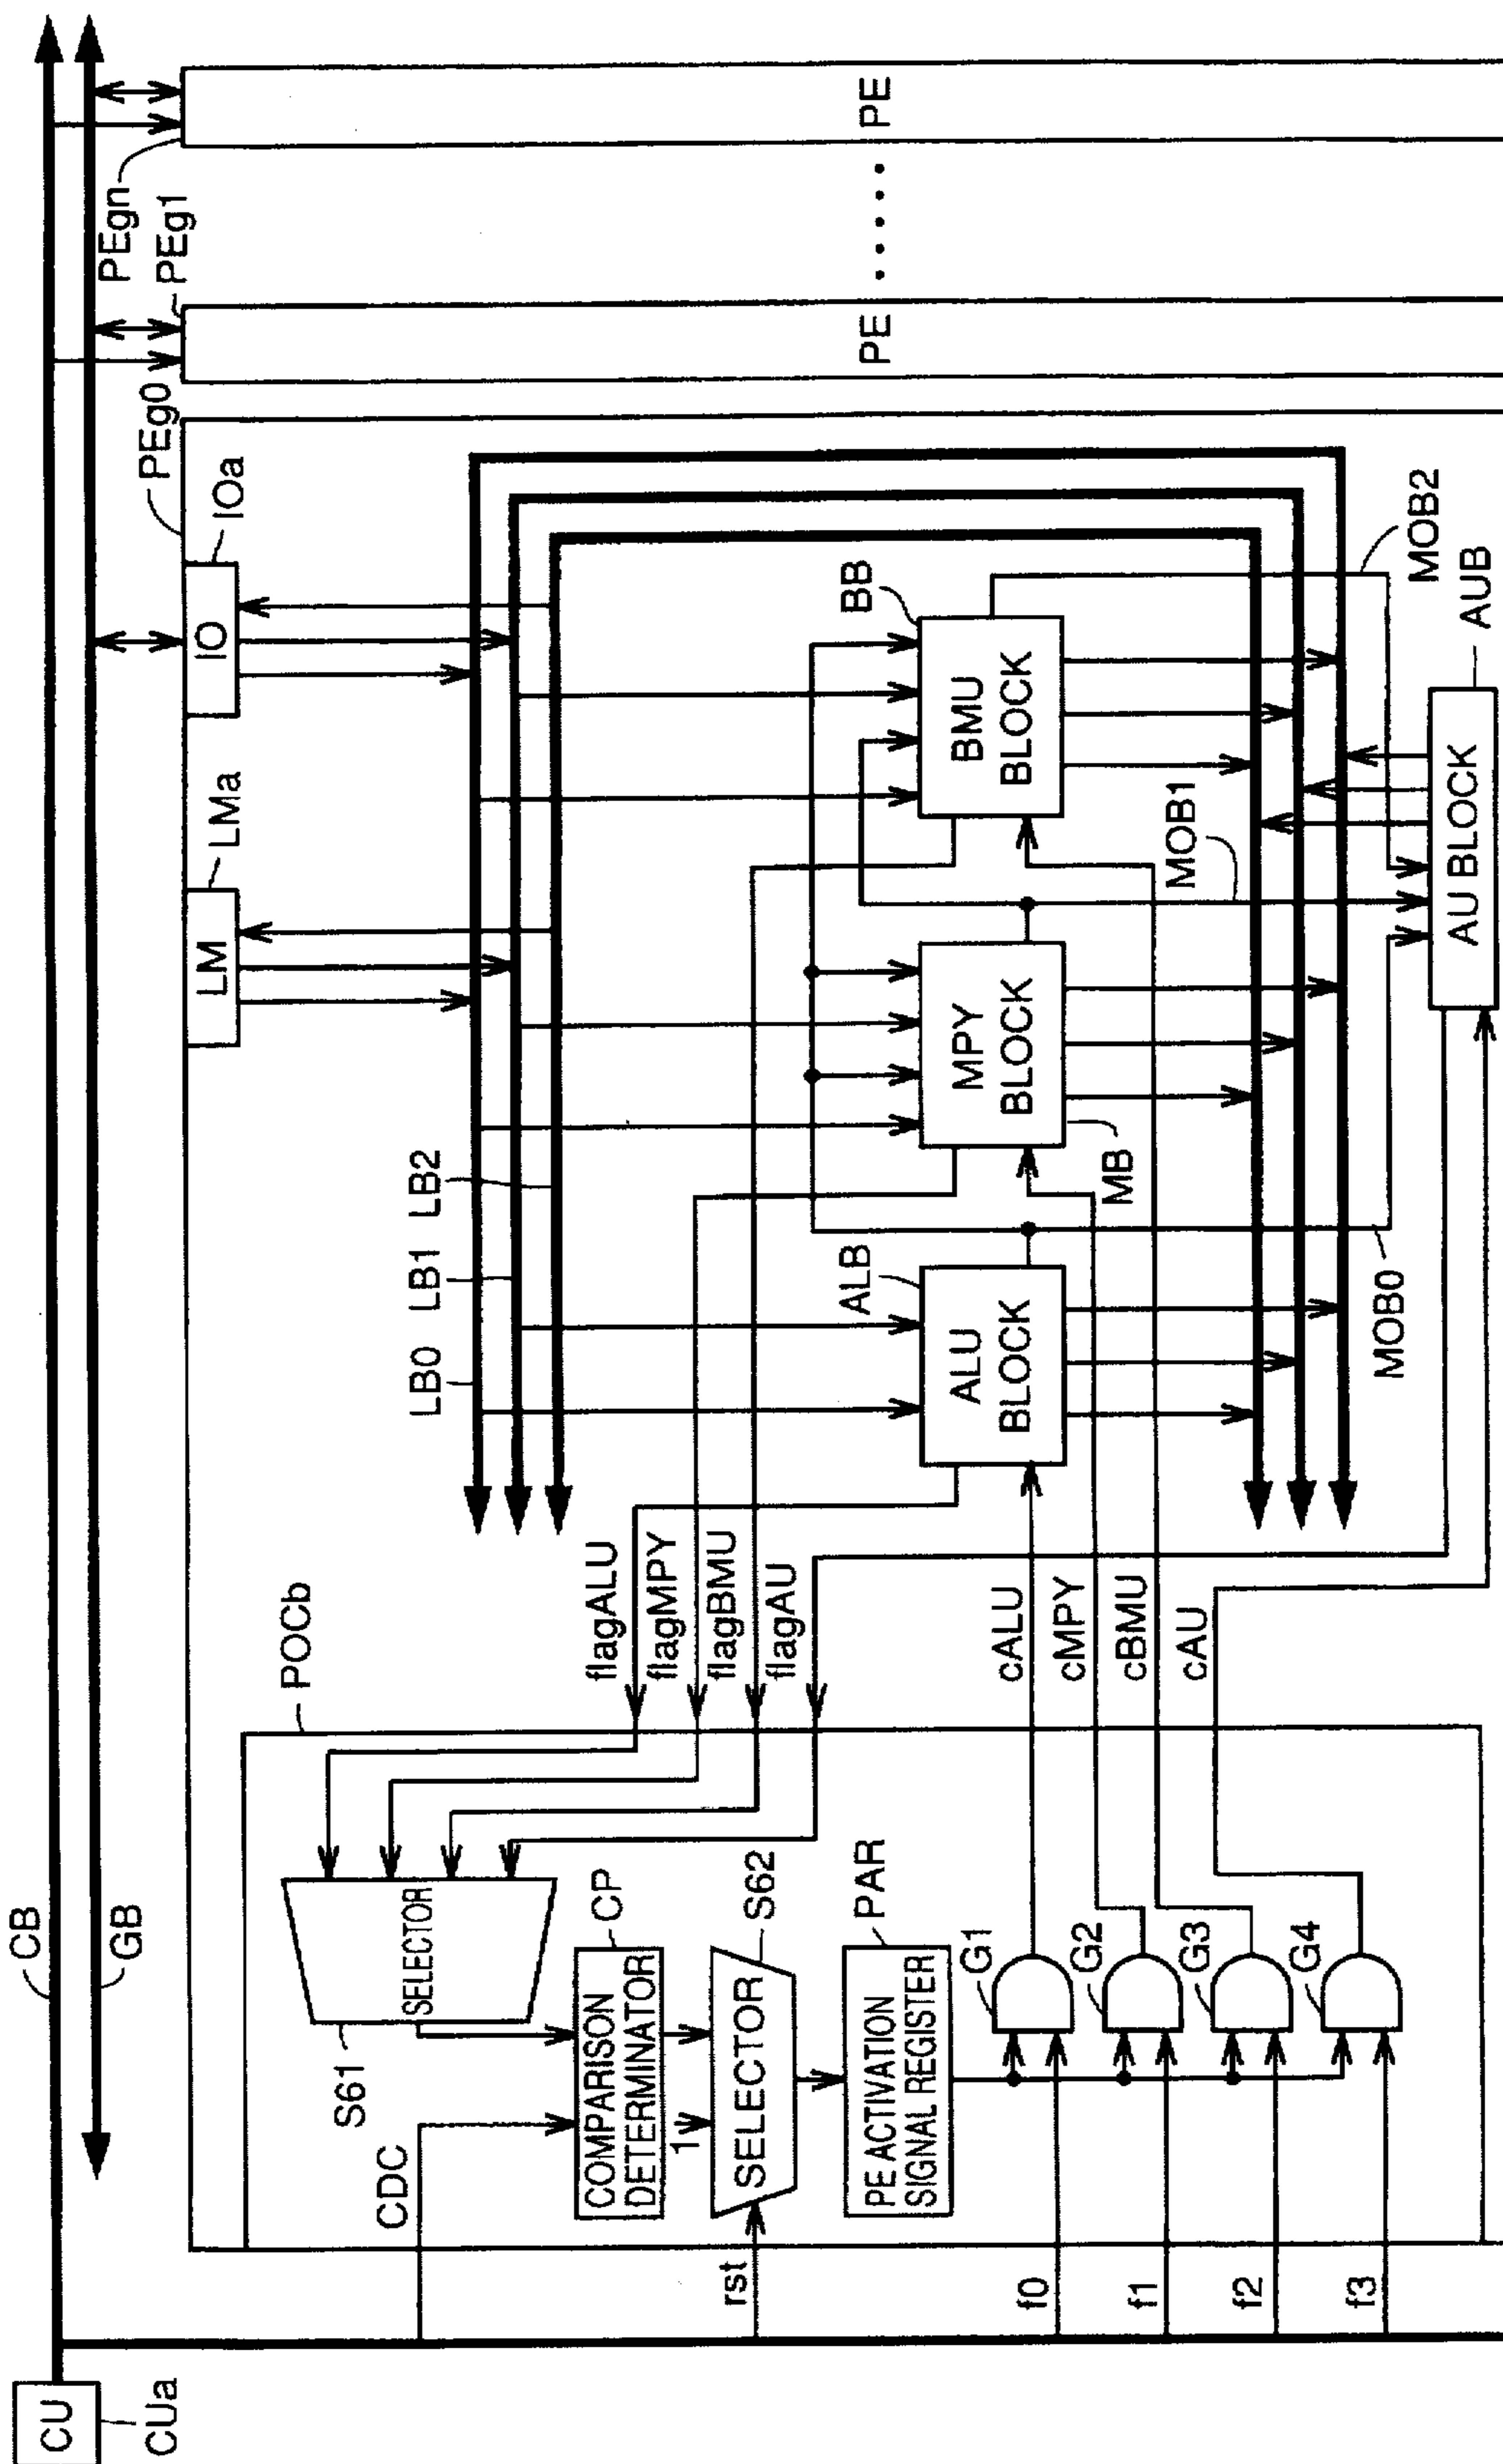 CU
CUa
CB
GB
CDC
rst
f0
f1
f2
f3
POCb
S61
SELECTOR
CP
COMPARISON
DETERMINATOR
1
S62
SELECTOR
PAR
PE ACTIVATION
SIGNAL REGISTER
G1
G2
G3
G4
flagALU
flagMPY
flagBMU
flagAU
cALU
cMPY
cBMU
cAU
LB0
LB1
LB2
ALB
ALU
BLOCK
MB
MPY
BLOCK
BB
BMU
BLOCK
MOB0
MOB1
MOB2
AUB
AU BLOCK
LM
LMa
IO
IOa
PEg0
PEg1
PEgn
PE
......
PE